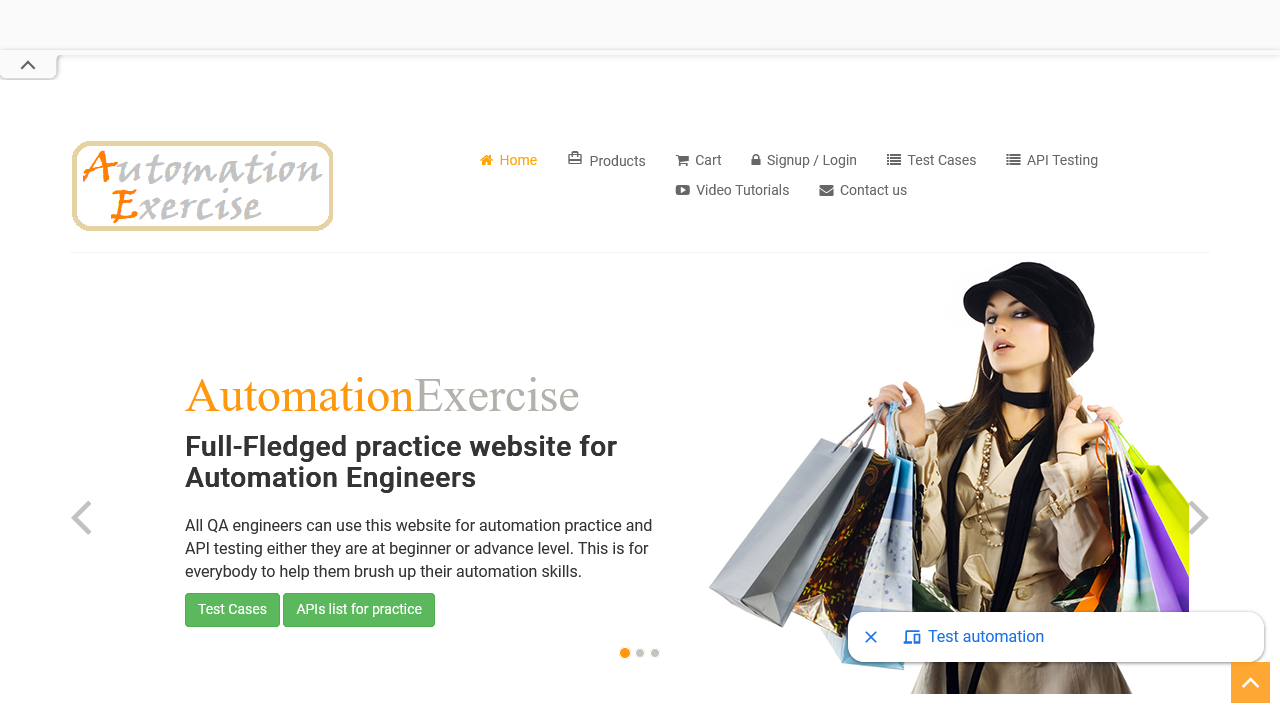 Automation
Exercise
Home
Products
Cart
Signup / Login
Test Cases
API Testing
Video Tutorials
Contact us
AutomationExercise
Full-Fledged practice website for
Automation Engineers
All QA engineers can use this website for automation practice and
API testing either they are at beginner or advance level. This is for
everybody to help them brush up their automation skills.
Test Cases
APIs list for practice
Test automation